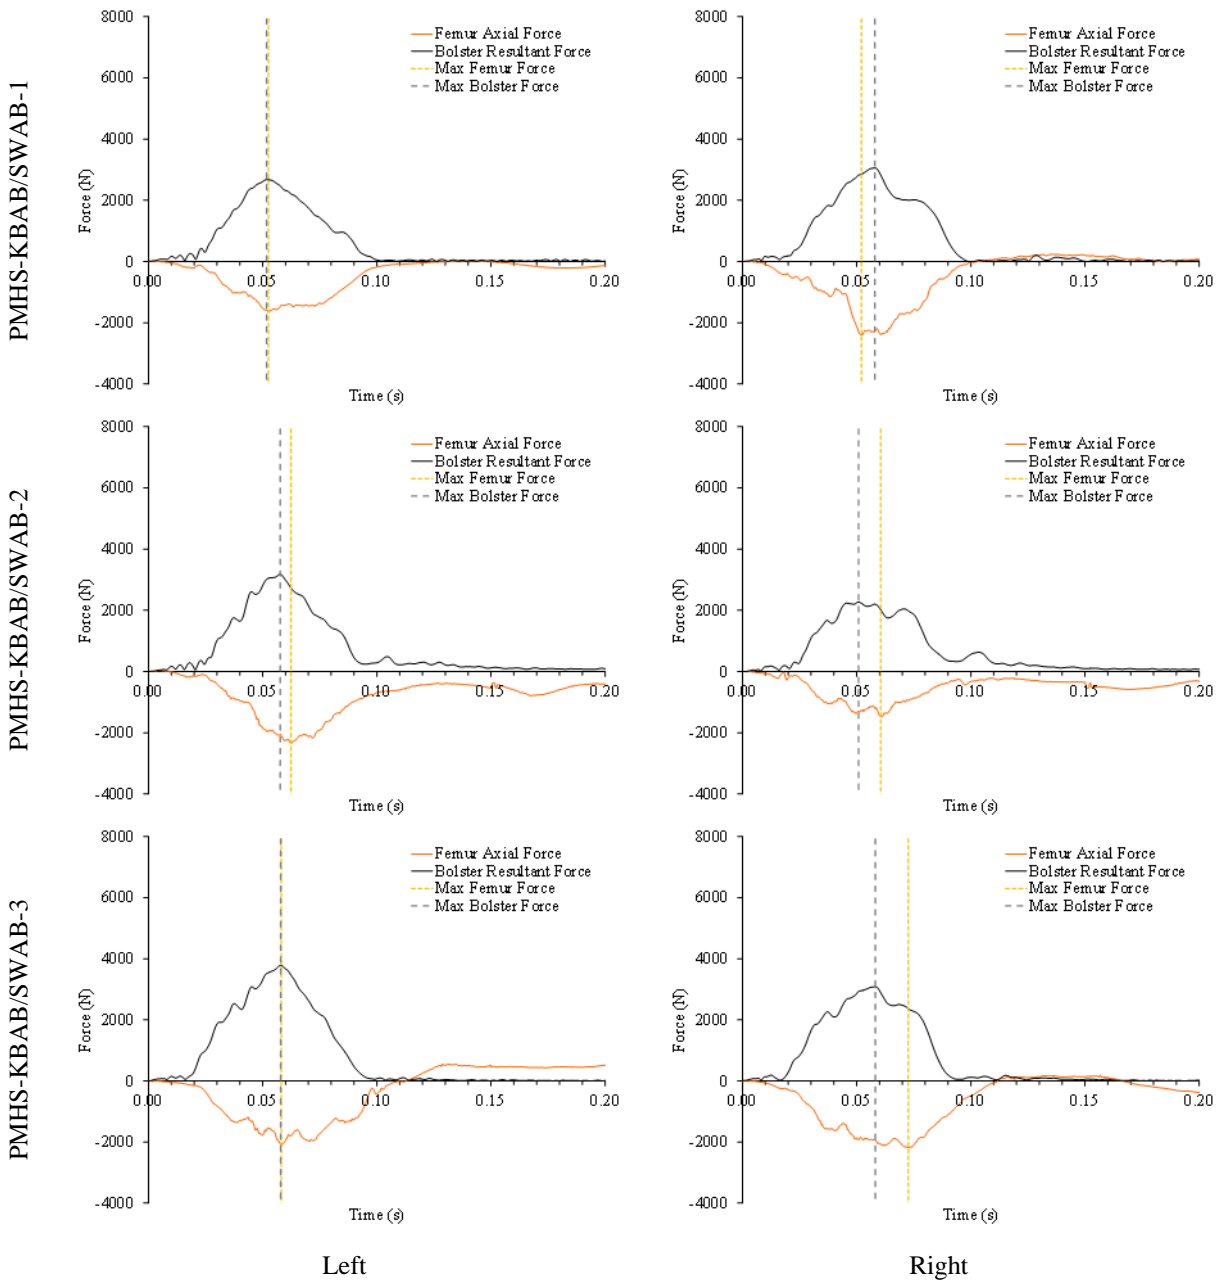 PMHS-KBAB/SWAB-1
8000
6000
4000
2000
0
-2000
-4000
Force (N)
0.00
0.05
0.10
0.15
0.20
Time (s)
Femur Axial Force
Bolster Resultant Force
Max Femur Force
Max Bolster Force
8000
6000
4000
2000
0
-2000
-4000
Force (N)
0.00
0.05
0.10
0.15
0.20
Time (s)
Femur Axial Force
Bolster Resultant Force
Max Femur Force
Max Bolster Force
PMHS-KBAB/SWAB-2
8000
6000
4000
2000
0
-2000
-4000
Force (N)
0.00
0.05
0.10
0.15
0.20
Time (s)
Femur Axial Force
Bolster Resultant Force
Max Femur Force
Max Bolster Force
8000
6000
4000
2000
0
-2000
-4000
Force (N)
0.00
0.05
0.10
0.15
0.20
Time (s)
Femur Axial Force
Bolster Resultant Force
Max Femur Force
Max Bolster Force
PMHS-KBAB/SWAB-3
8000
6000
4000
2000
0
-2000
-4000
Force (N)
0.00
0.05
0.10
0.15
0.20
Time (s)
Femur Axial Force
Bolster Resultant Force
Max Femur Force
Max Bolster Force
8000
6000
4000
2000
0
-2000
-4000
Force (N)
0.00
0.05
0.10
0.15
0.20
Time (s)
Femur Axial Force
Bolster Resultant Force
Max Femur Force
Max Bolster Force
Left
Right